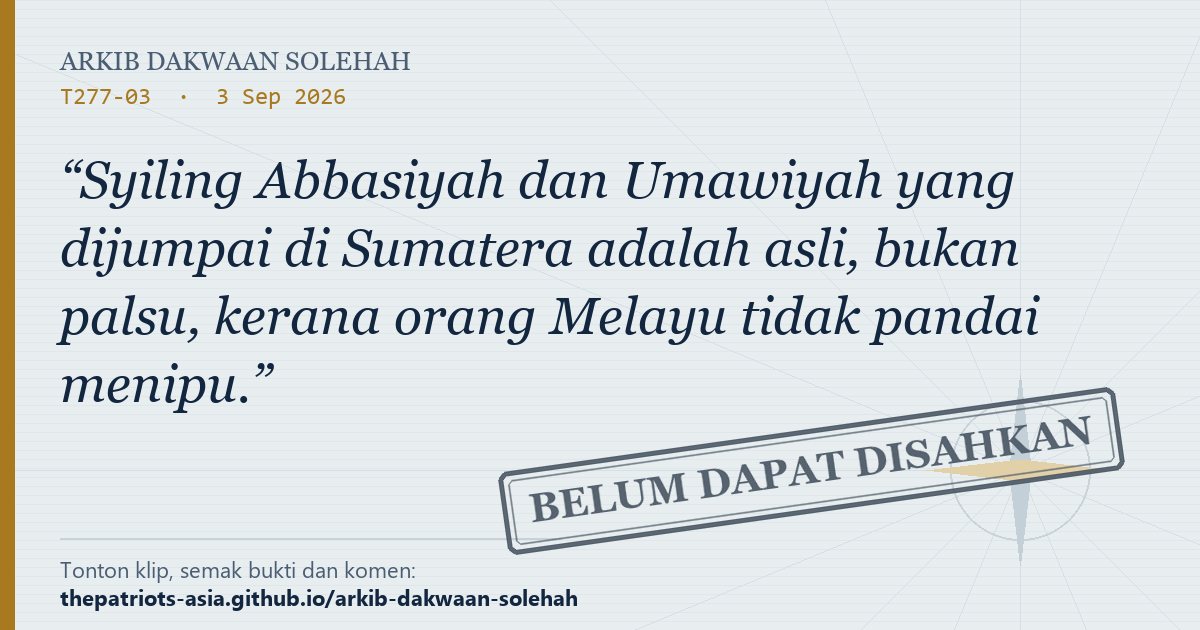 ARKIB DAKWAAN SOLEHAH
T277-03 · 3 Sep 2026
“Syiling Abbasiyah dan Umawiyah yang
dijumpai di Sumatera adalah asli, bukan
palsu, kerana orang Melayu tidak pandai
menipu.”
BELUM DAPAT DISAHKAN
Tonton klip, semak bukti dan komen:
thepatriots-asia.github.io/arkib-dakwaan-solehah